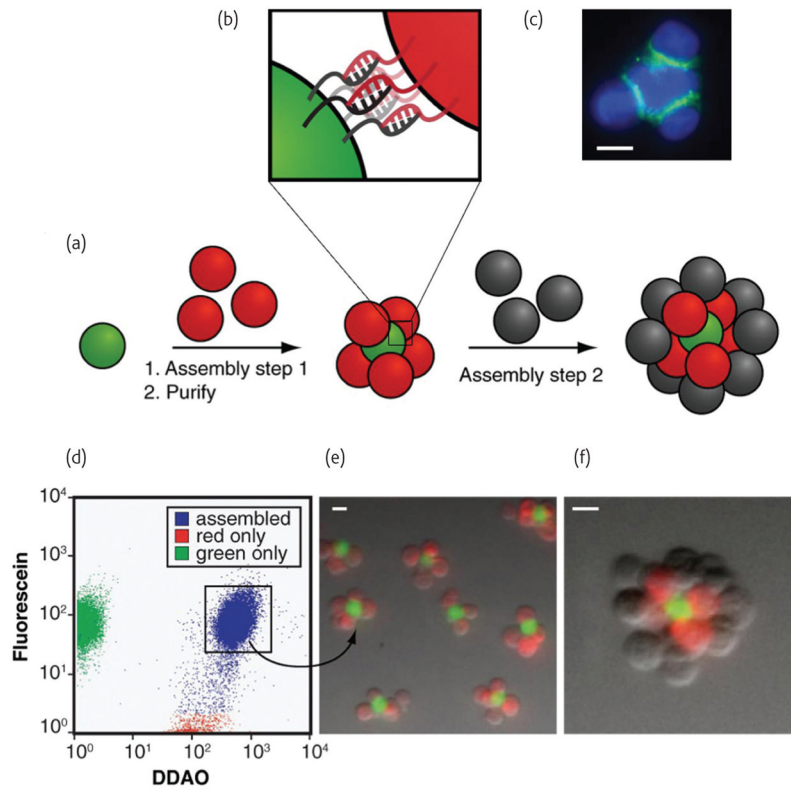 (b)
(c)
(a)
1. Assembly step 1
2. Purify
Assembly step 2
(d)
(e)
(f)
Fluorescein
10⁴
10³
10²
10¹
10⁰
assembled
red only
green only
10⁰ 10¹ 10² 10³ 10⁴
DDAO